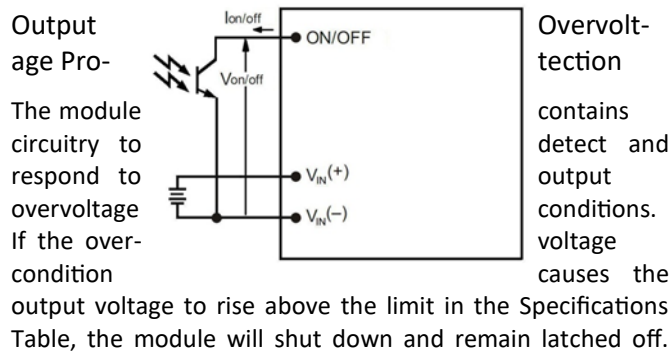 Output Overvolt-
age Pro- tection
The module contains
circuitry to detect and
respond to output
overvoltage conditions.
If the over- voltage
condition causes the
output voltage to rise above the limit in the Specifications
Table, the module will shut down and remain latched off.
Ion/off
ON/OFF
Von/off
VIN(+)
VIN(−)